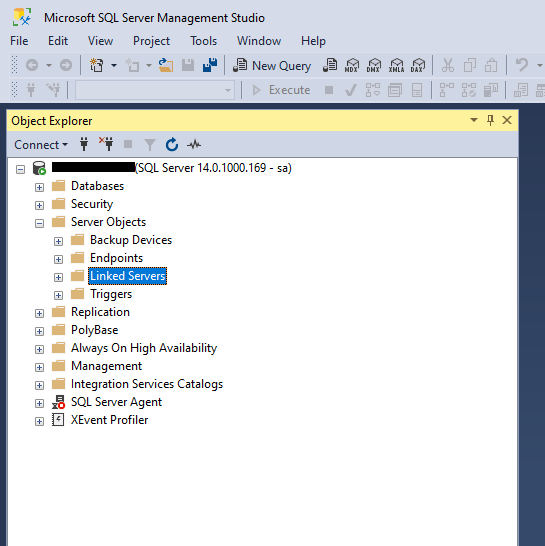 Microsoft SQL Server Management Studio
File Edit View Project Tools Window Help
New Query MDX DMX XMLA DAX
Execute
Object Explorer
Connect
(SQL Server 14.0.1000.169 - sa)
Databases
Security
Server Objects
Backup Devices
Endpoints
Linked Servers
Triggers
Replication
PolyBase
Always On High Availability
Management
Integration Services Catalogs
SQL Server Agent
XEvent Profiler